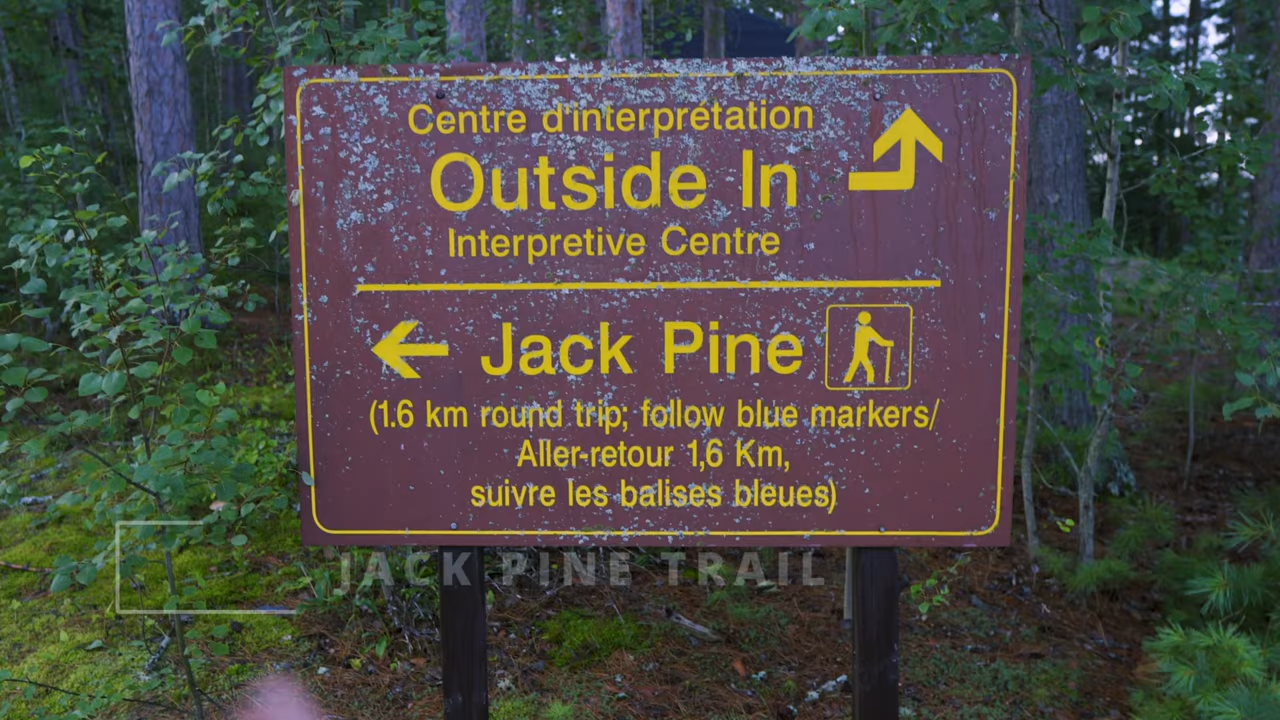 Centre d'interprétation
Outside In
Interpretive Centre
Jack Pine
(1.6 km round trip; follow blue markers/
Aller-retour 1,6 Km,
suivre les balises bleues)
JACK PINE TRAIL